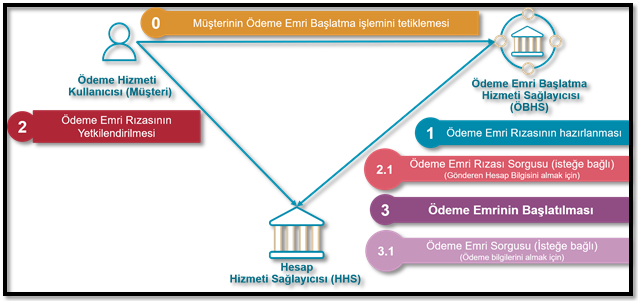 0
Müşterinin Ödeme Emri Başlatma işlemini tetiklemesi
Ödeme Hizmeti
Kullanıcısı (Müşteri)
Ödeme Emri Başlatma
Hizmeti Sağlayıcısı
(ÖBHS)
2
Ödeme Emri Rızasının
Yetkilendirilmesi
1
Ödeme Emri Rızasının hazırlanması
2.1
Ödeme Emri Rızası Sorgusu (isteğe bağlı)
(Gönderen Hesap Bilgisini almak için)
3
Ödeme Emrinin Başlatılması
3.1
Ödeme Emri Sorgusu (İsteğe bağlı)
(Ödeme bilgilerini almak için)
Hesap
Hizmeti Sağlayıcısı (HHS)